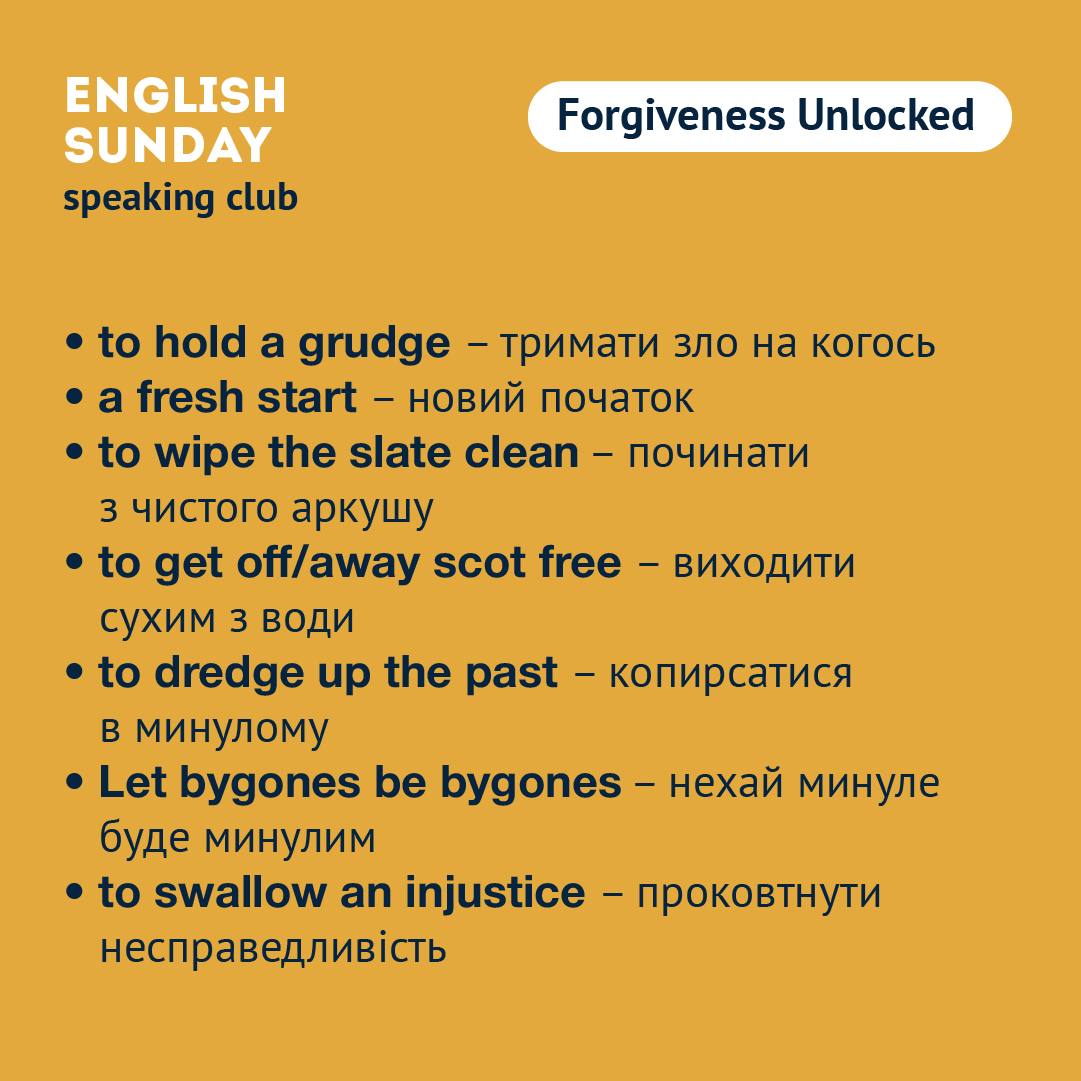 ENGLISH
SUNDAY
speaking club
Forgiveness Unlocked
• to hold a grudge – тримати зло на когось
• a fresh start – новий початок
• to wipe the slate clean – починати
з чистого аркушу
• to get off/away scot free – виходити
сухим з води
• to dredge up the past – копирсатися
в минулому
• Let bygones be bygones – нехай минуле
буде минулим
• to swallow an injustice – проковтнути
несправедливість